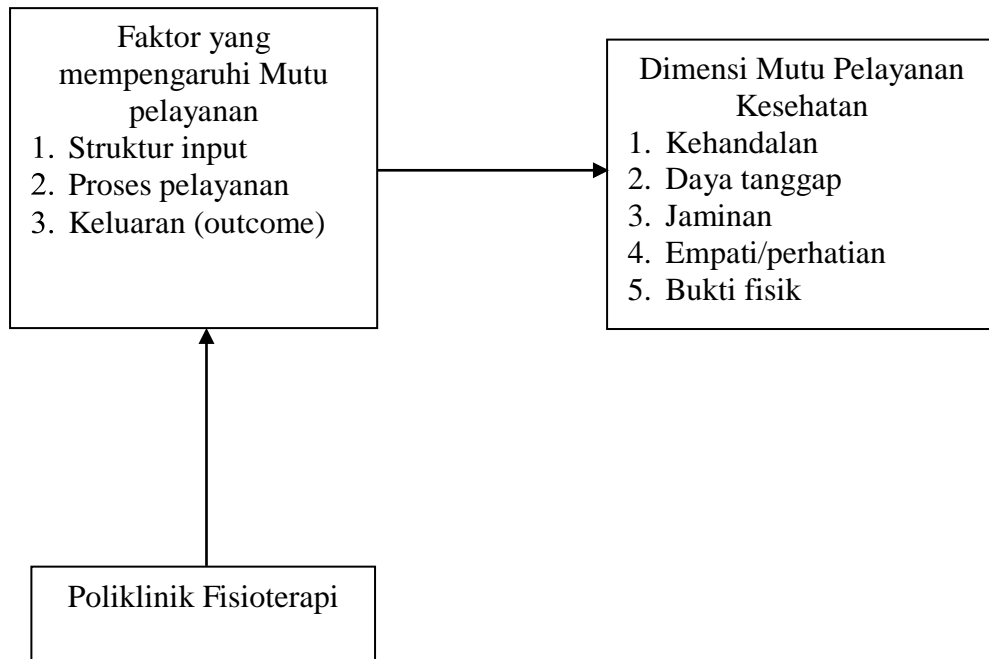 Faktor yang
mempengaruhi Mutu
pelayanan
1. Struktur input
2. Proses pelayanan
3. Keluaran (outcome)
Dimensi Mutu Pelayanan
Kesehatan
1. Kehandalan
2. Daya tanggap
3. Jaminan
4. Empati/perhatian
5. Bukti fisik
Poliklinik Fisioterapi